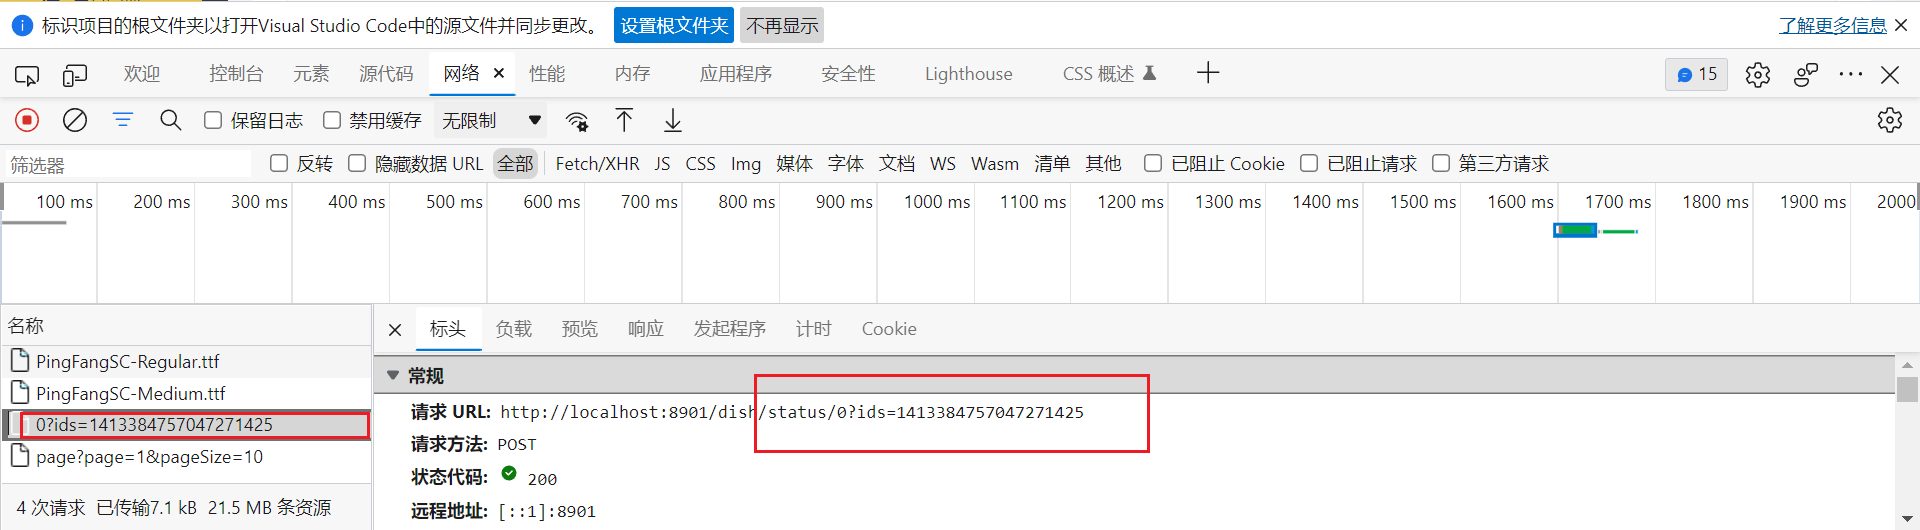 标识项目的根文件夹以打开Visual Studio Code中的源文件并同步更改。 设置根文件夹 不再显示 了解更多信息
欢迎 控制台 元素 源代码 网络 性能 内存 应用程序 安全性 Lighthouse CSS 概述 15
保留日志 禁用缓存 无限制
筛选器 反转 隐藏数据 URL 全部 Fetch/XHR JS CSS Img 媒体 字体 文档 WS Wasm 清单 其他 已阻止 Cookie 已阻止请求 第三方请求
100 ms 200 ms 300 ms 400 ms 500 ms 600 ms 700 ms 800 ms 900 ms 1000 ms 1100 ms 1200 ms 1300 ms 1400 ms 1500 ms 1600 ms 1700 ms 1800 ms 1900 ms 2000
名称
PingFangSC-Regular.ttf
PingFangSC-Medium.ttf
0?ids=1413384757047271425
page?page=1&pageSize=10
4 次请求 已传输7.1 kB 21.5 MB 条资源
标头 负载 预览 响应 发起程序 计时 Cookie
常规
请求 URL: http://localhost:8901/dish/status/0?ids=1413384757047271425
请求方法: POST
状态代码: 200
远程地址: [::1]:8901